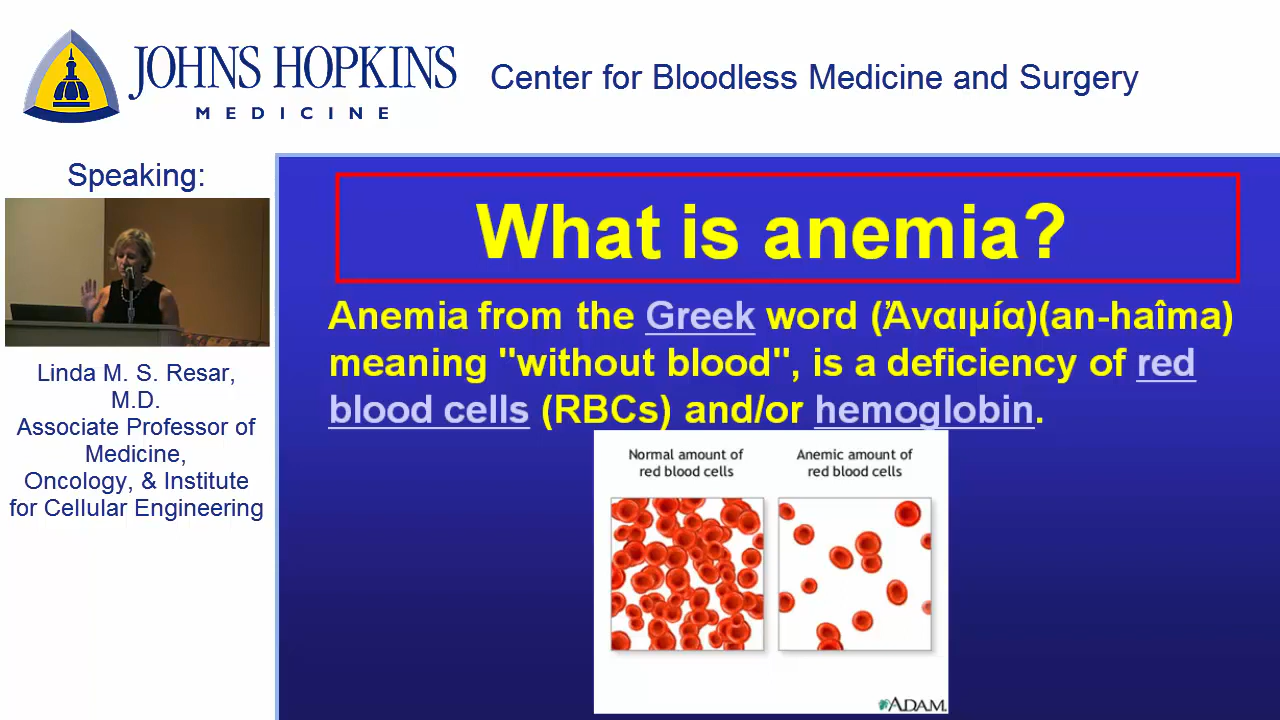 JOHNS HOPKINS
MEDICINE
Center for Bloodless Medicine and Surgery
Speaking:
Linda M. S. Resar,
M.D.
Associate Professor of
Medicine,
Oncology, & Institute
for Cellular Engineering
What is anemia?
Anemia from the Greek word (Ἀναιμία)(an-haîma)
meaning "without blood", is a deficiency of red
blood cells (RBCs) and/or hemoglobin.
Normal amount of
red blood cells
Anemic amount of
red blood cells
ADAM.